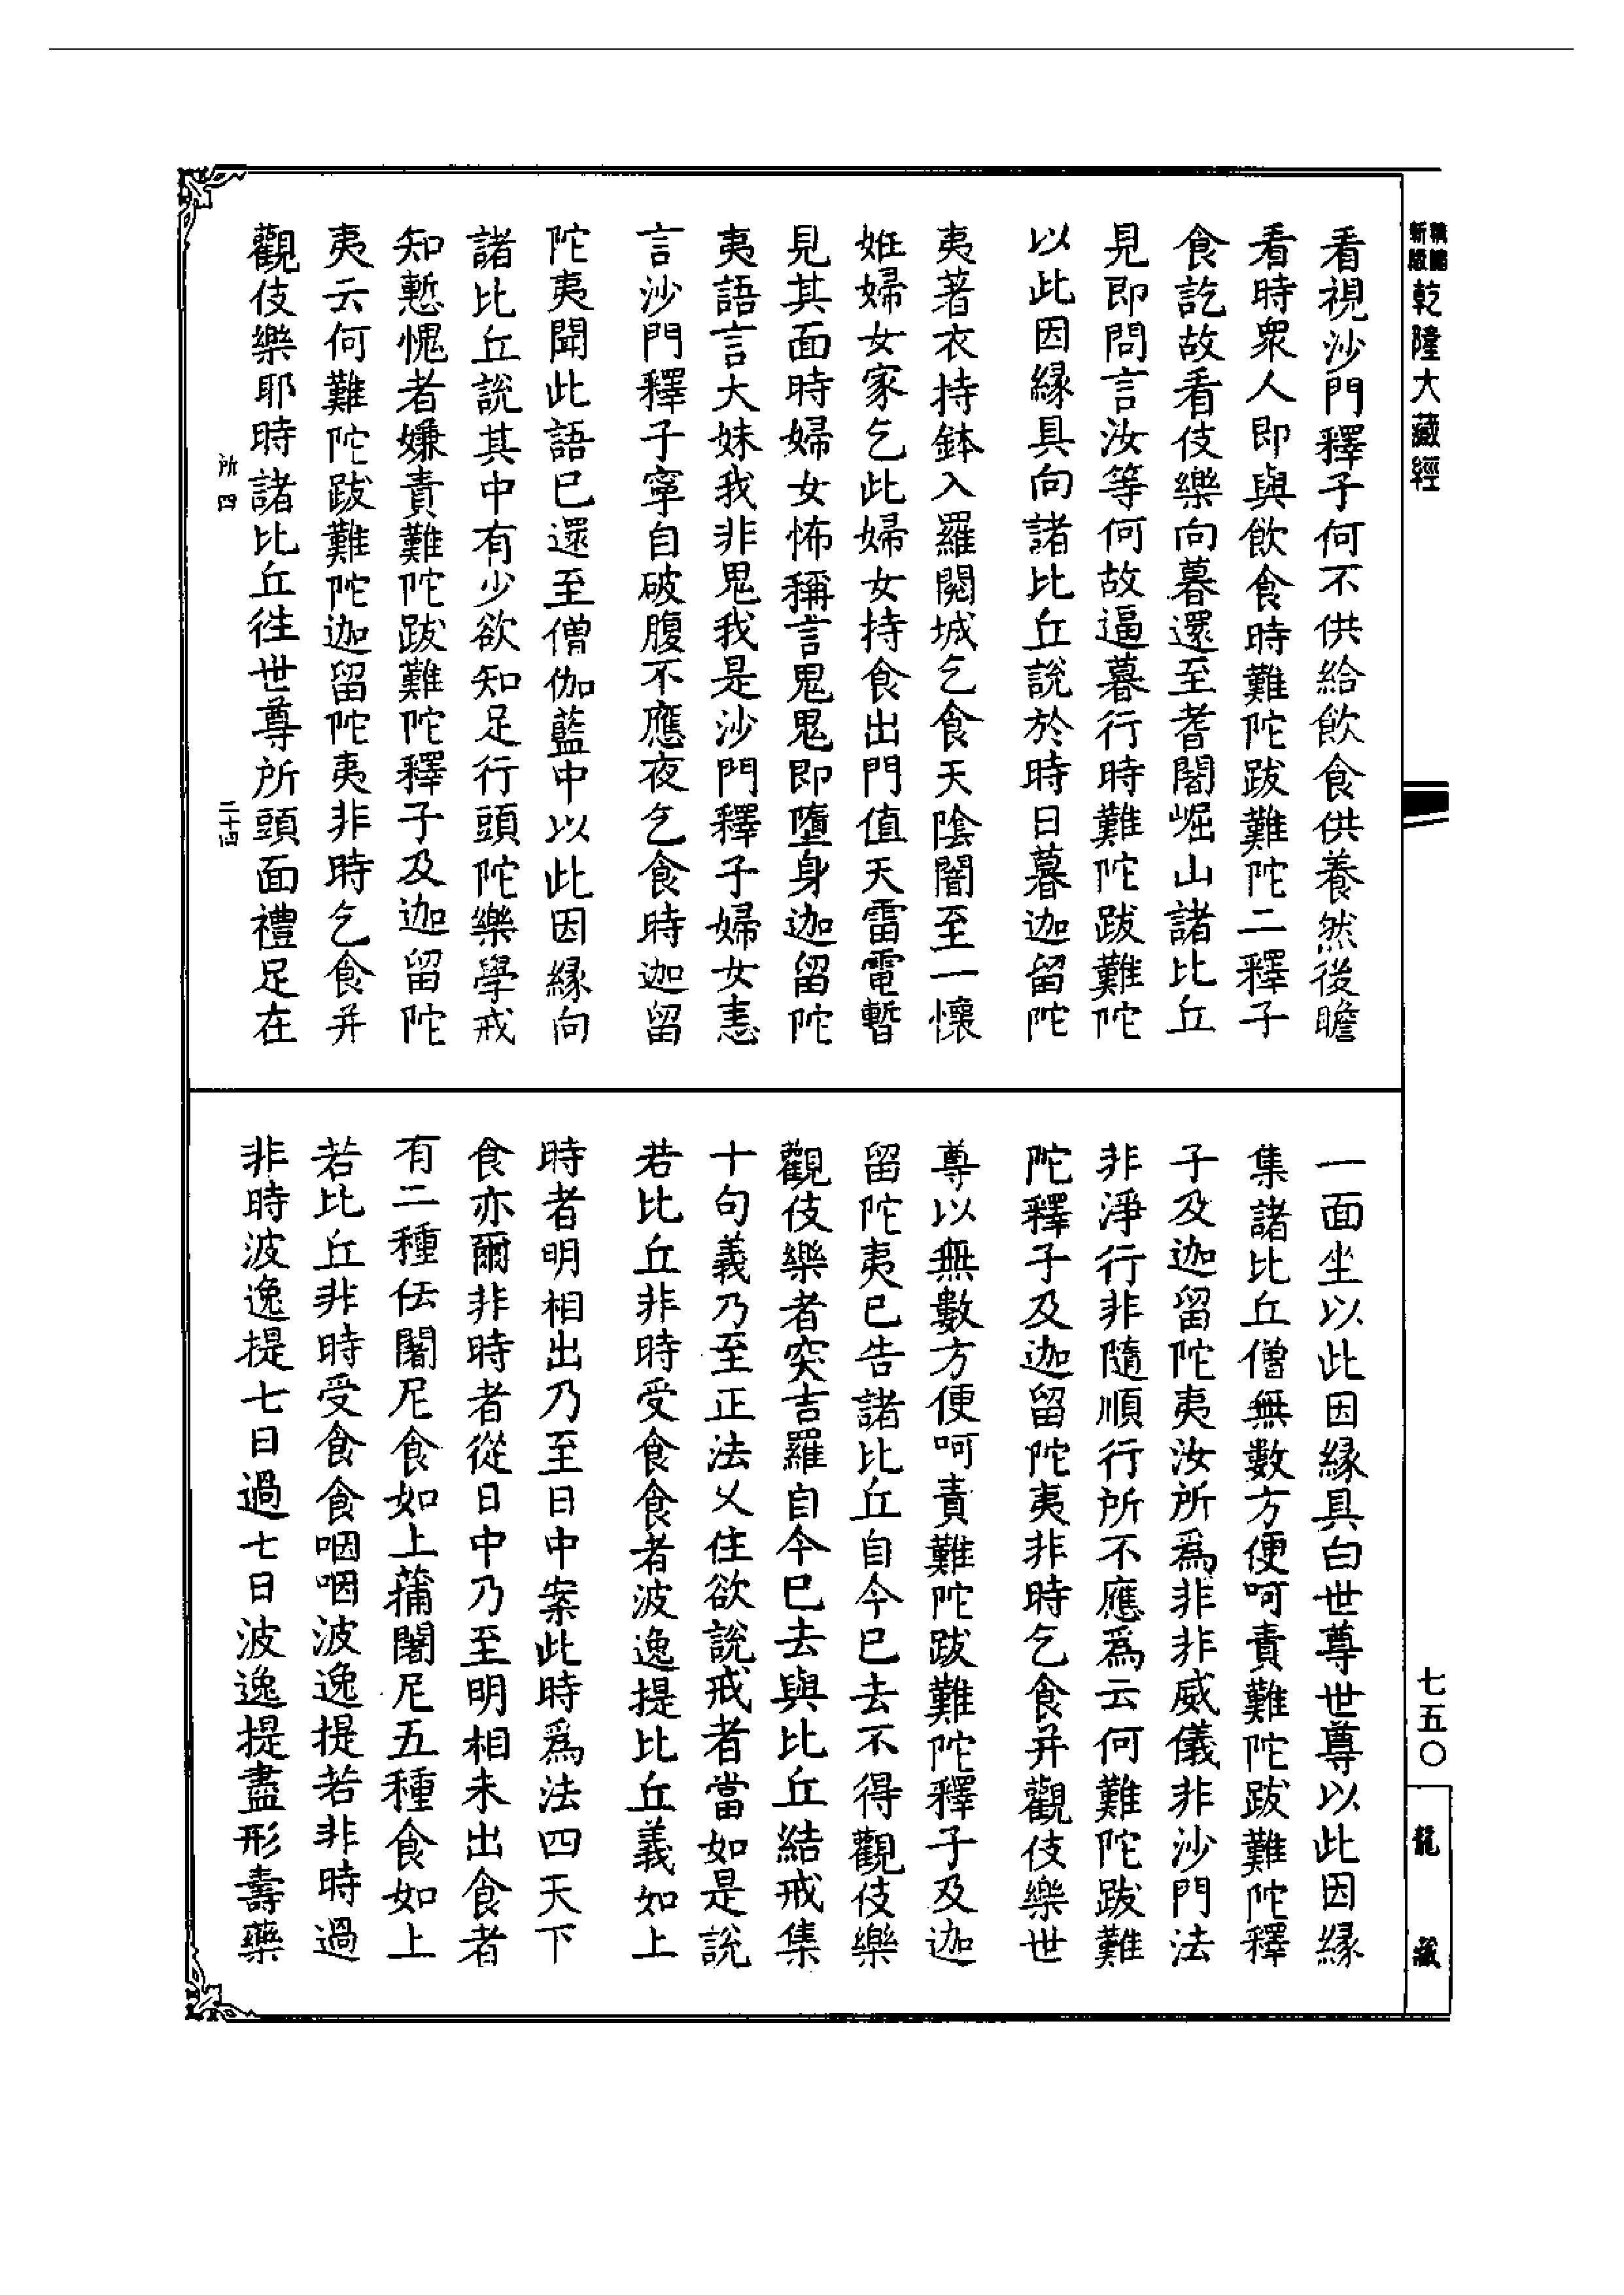 新版
乾隆大藏經
看視沙門釋子何不供給飲食供養然後瞻
看時眾人即與飲食時難陀跋難陀二釋子
食訖故看伎樂向暮還至耆闍崛山諸比丘
見即問言汝等何故逼暮行時難陀跋難陀
以此因緣具向諸比丘說於時日暮迦留陀
夷著衣持鉢入羅閱城乞食天陰闇至一懷
妊婦女家乞此婦女持食出門值天雷電暫
見其面時婦女怖稱言鬼鬼即墮身迦留陀
夷語言大妹我非鬼我是沙門釋子婦女恚
言沙門釋子寧自破腹不應夜乞食時迦留
陀夷聞此語已還至僧伽藍中以此因緣向
諸比丘說其中有少欲知足行頭陀樂學戒
知慙愧者嫌責難陀跋難陀釋子及迦留陀
夷云何難陀跋難陀迦留陀夷非時乞食并
觀伎樂耶時諸比丘往世尊所頭面禮足在
所四
二十四
一面坐以此因緣具白世尊世尊以此因緣
集諸比丘僧無數方便呵責難陀跋難陀釋
子及迦留陀夷汝所為非非威儀非沙門法
非淨行非隨順行所不應為云何難陀跋難
陀釋子及迦留陀夷非時乞食并觀伎樂世
尊以無數方便呵責難陀跋難陀釋子及迦
留陀夷已告諸比丘自今已去不得觀伎樂
觀伎樂者突吉羅自今已去與比丘結戒集
十句義乃至正法乆住欲說戒者當如是說
若比丘非時受食食者波逸提比丘義如上
時者明相出乃至日中案此時為法四天下
食亦爾非時者從日中乃至明相未出食者
有二種佉闍尼食如上蒲闍尼五種食如上
若比丘非時受食食咽咽波逸提若非時過
非時波逸提七日過七日波逸提盡形壽藥
七五〇
龍
藏